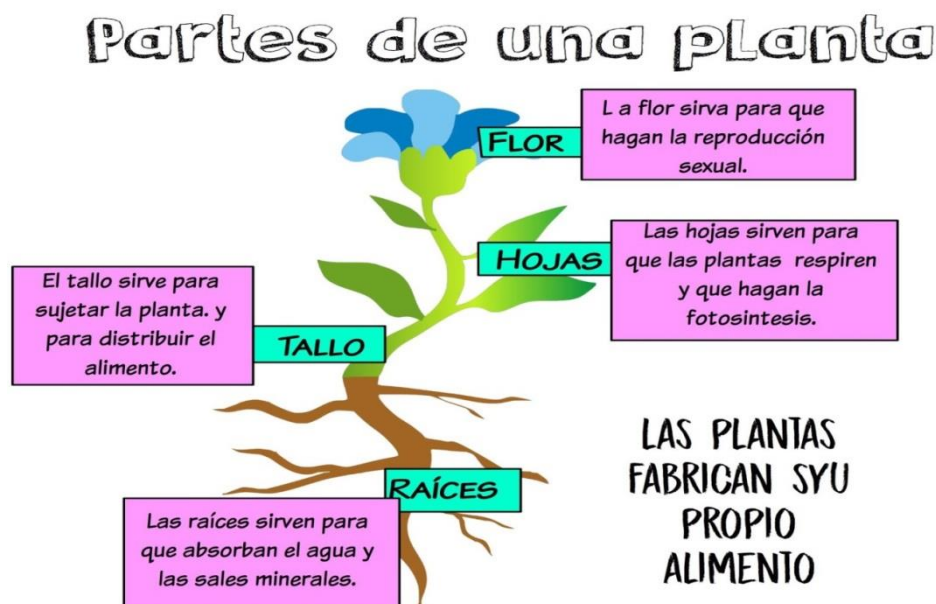 Partes de una planta
FLOR
L a flor sirva para que
hagan la reproducción
sexual.
HOJAS
Las hojas sirven para
que las plantas respiren
y que hagan la
fotosintesis.
El tallo sirve para
sujetar la planta. y
para distribuir el
alimento.
TALLO
RAÍCES
Las raíces sirven para
que absorban el agua y
las sales minerales.
LAS PLANTAS
FABRICAN SYU
PROPIO
ALIMENTO